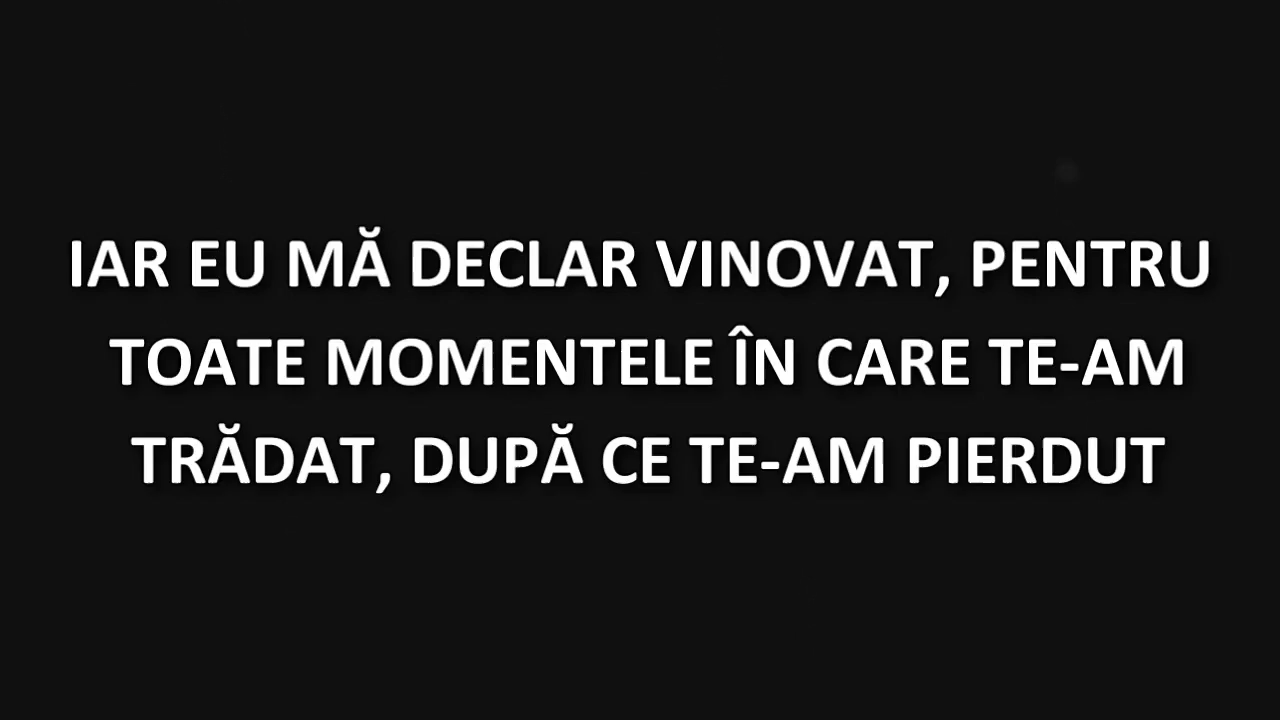 IAR EU MĂ DECLAR VINOVAT, PENTRU
TOATE MOMENTELE ÎN CARE TE-AM
TRĂDAT, DUPĂ CE TE-AM PIERDUT